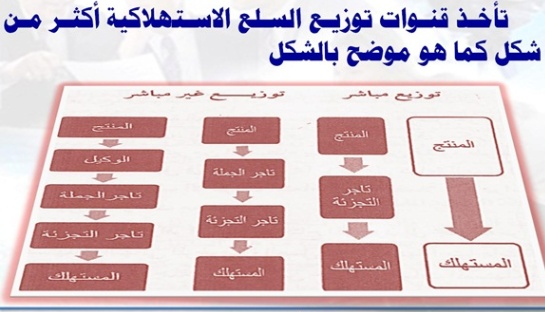 تأخذ قنوات توزيع السلع الاستهلاكية أكثر من
شكل كما هو موضح بالشكل
توزيع مباشر
توزيع غير مباشر
المنتج
المستهلك
المنتج
تاجر
التجزئة
المستهلك
المنتج
تاجر الجملة
تاجر التجزئة
المستهلك
المنتج
الوكيل
تاجر الجملة
تاجر التجزئة
المستهلك